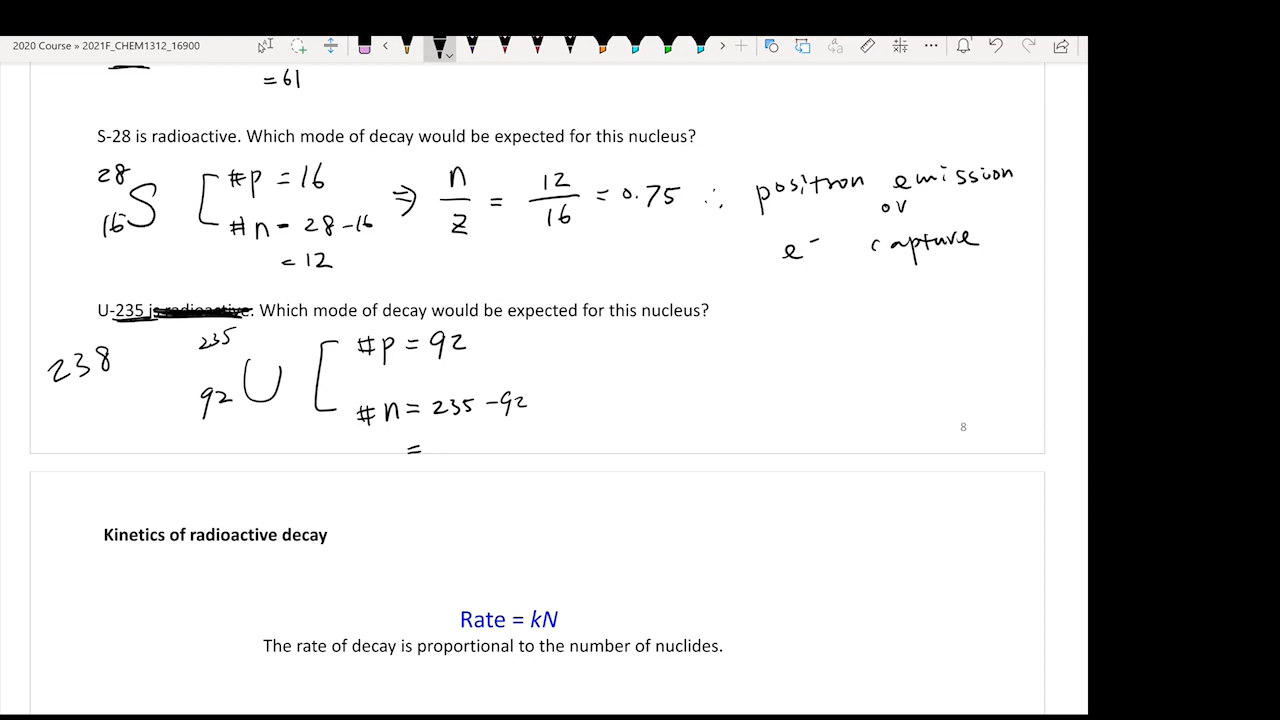 2020 Course » 2021F_CHEM1312_16900
= 61
S-28 is radioactive. Which mode of decay would be expected for this nucleus?
28 16 S [ #p = 16
#n = 28 -16
= 12
⇒ n/z = 12/16 = 0.75 ∴ positron emission
or
e⁻ capture
U-235 is radioactive. Which mode of decay would be expected for this nucleus?
238
235 92 U [ #p = 92
#n = 235 -92
=
8
Kinetics of radioactive decay
Rate = kN
The rate of decay is proportional to the number of nuclides.